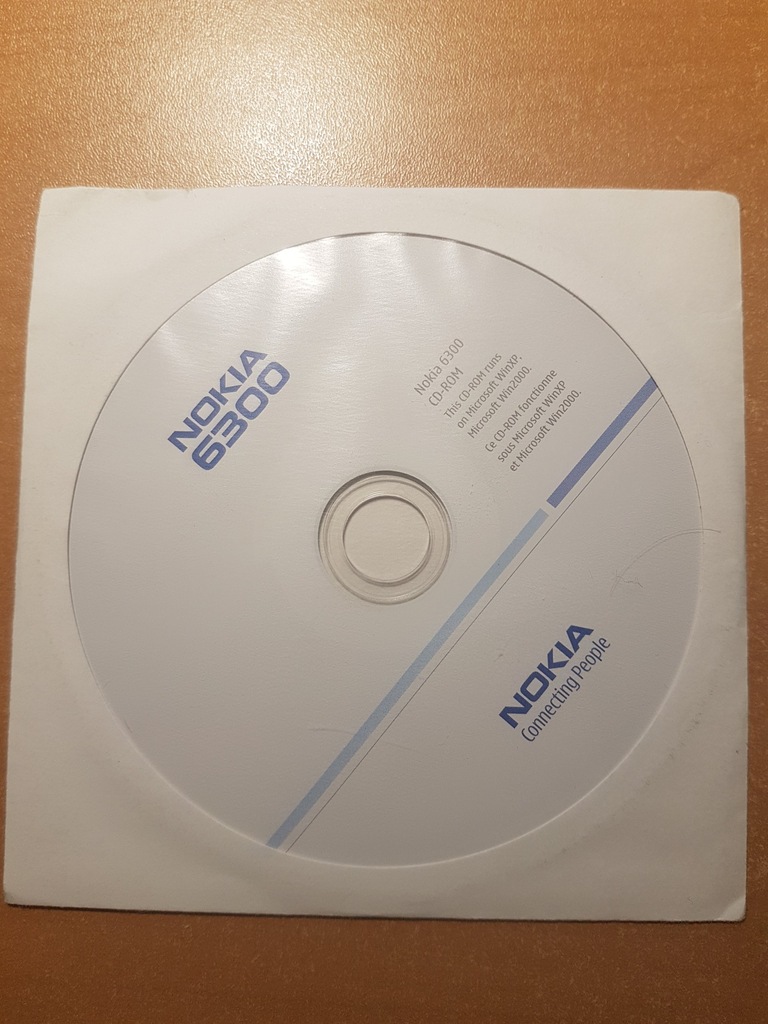 NOKIA
6300
Nokia 6300
CD-ROM
This CD-ROM runs
on Microsoft WinXP.
Microsoft Win2000.
Ce CD-ROM fonctionne
sous Microsoft WinXP
et Microsoft Win2000.
NOKIA
Connecting People